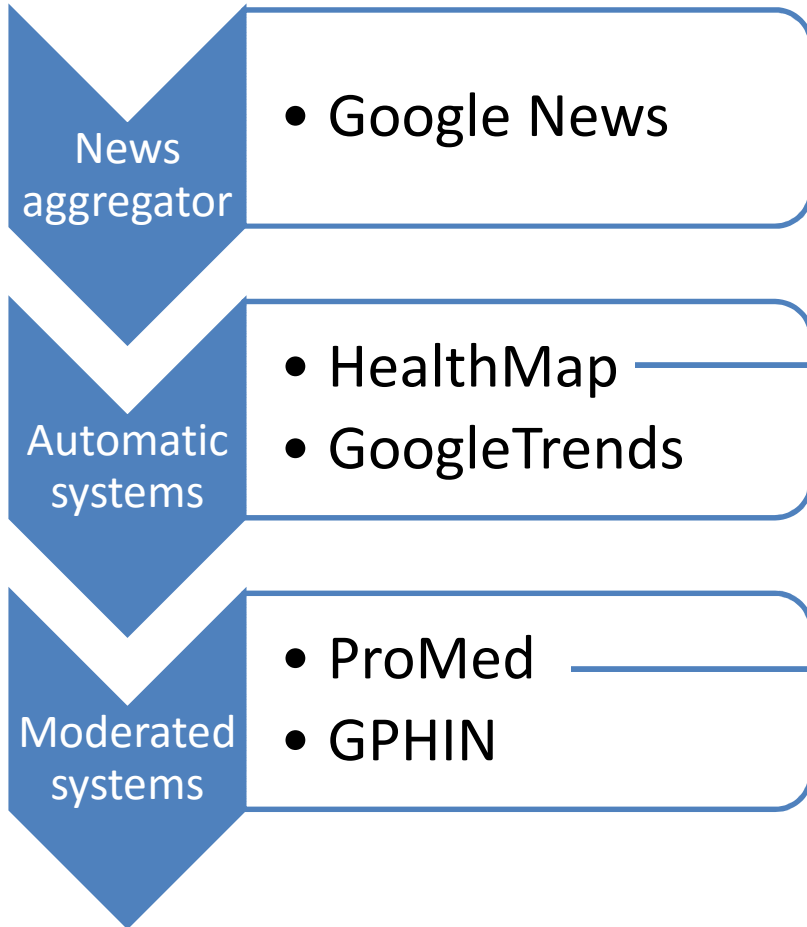 News
aggregator
• Google News
Automatic
systems
• HealthMap
• GoogleTrends
Moderated
systems
• ProMed
• GPHIN